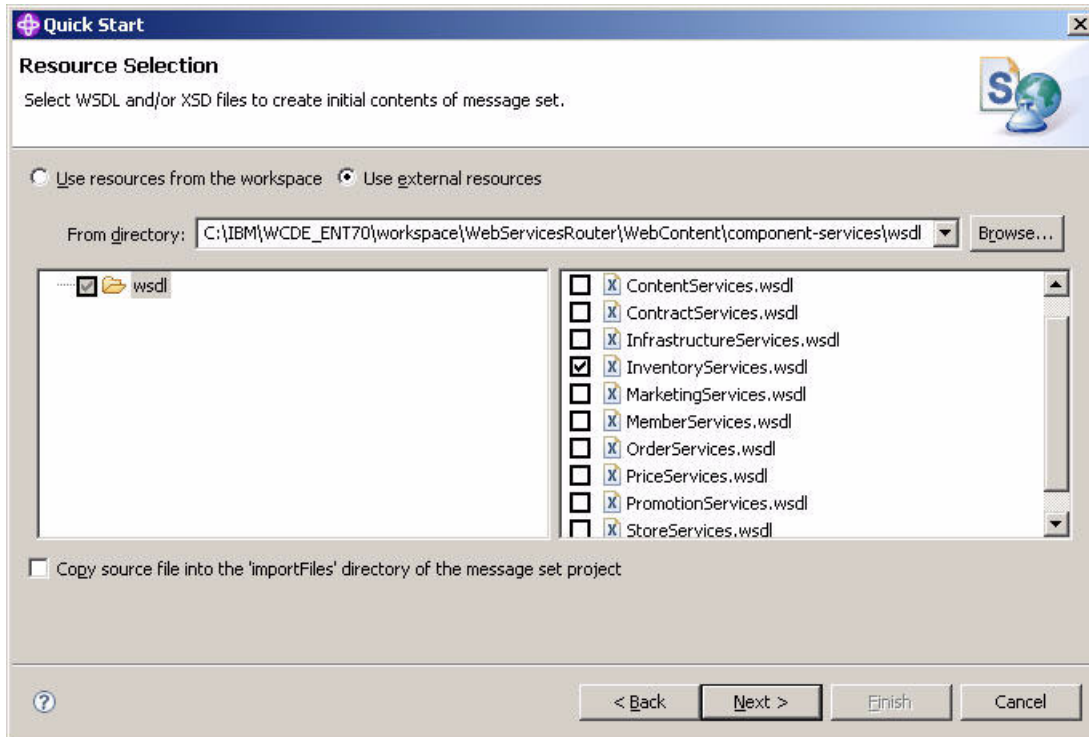 Quick Start
Resource Selection
Select WSDL and/or XSD files to create initial contents of message set.
S
Use resources from the workspace Use external resources
From directory: C:\IBM\WCDE_ENT70\workspace\WebServicesRouter\WebContent\component-services\wsdl Browse...
wsdl
ContentServices.wsdl
ContractServices.wsdl
InfrastructureServices.wsdl
InventoryServices.wsdl
MarketingServices.wsdl
MemberServices.wsdl
OrderServices.wsdl
PriceServices.wsdl
PromotionServices.wsdl
StoreServices.wsdl
Copy source file into the 'importFiles' directory of the message set project
< Back Next > Finish Cancel